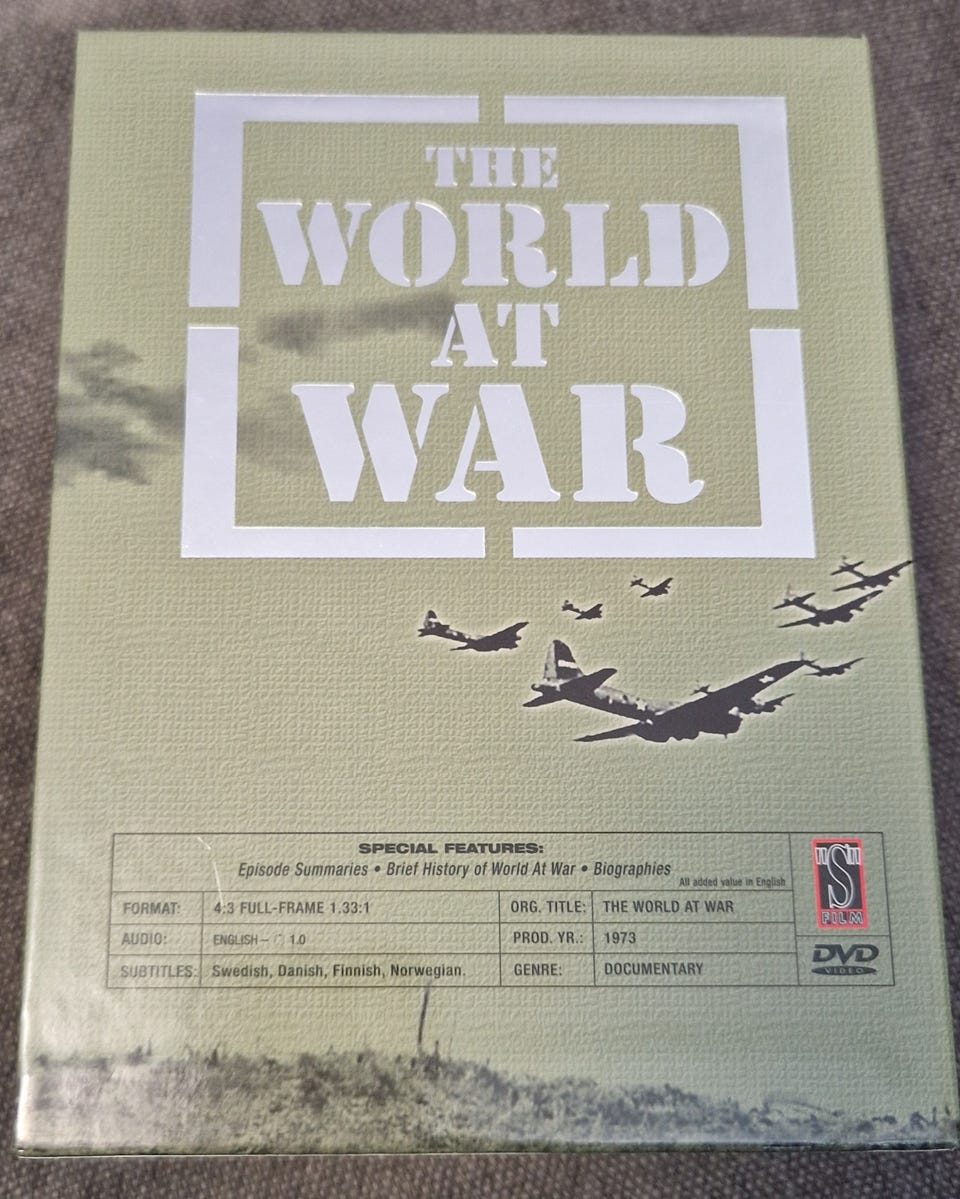 THE
WORLD
AT
WAR
SPECIAL FEATURES:
Episode Summaries • Brief History of World At War • Biographies
All added value in English
FORMAT: 4:3 FULL-FRAME 1.33:1
ORG. TITLE: THE WORLD AT WAR
AUDIO: ENGLISH – 1.0
PROD. YR.: 1973
SUBTITLES: Swedish, Danish, Finnish, Norwegian.
GENRE: DOCUMENTARY
"S"
FILM
DVD
VIDEO